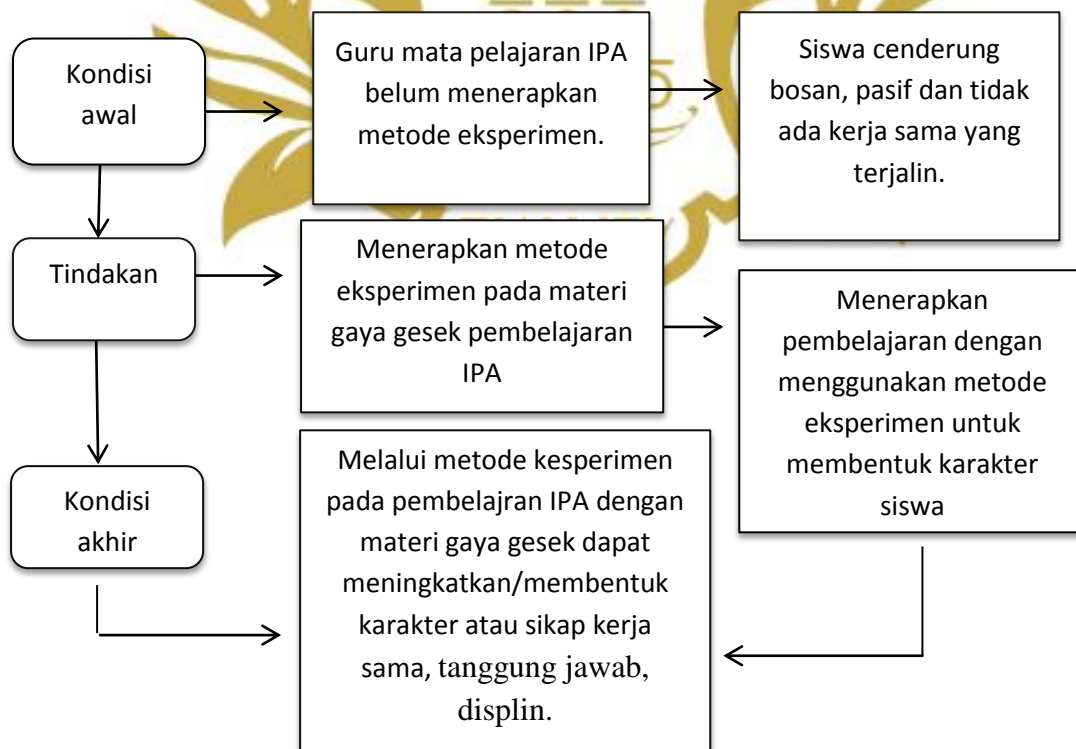 Kondisi
awal
Guru mata pelajaran IPA
belum menerapkan
metode eksperimen.
Siswa cenderung
bosan, pasif dan tidak
ada kerja sama yang
terjalin.
Tindakan
Menerapkan metode
eksperimen pada materi
gaya gesek pembelajaran
IPA
Menerapkan
pembelajaran dengan
menggunakan metode
eksperimen untuk
membentuk karakter
siswa
Kondisi
akhir
Melalui metode kesperimen
pada pembelajran IPA dengan
materi gaya gesek dapat
meningkatkan/membentuk
karakter atau sikap kerja
sama, tanggung jawab,
displin.